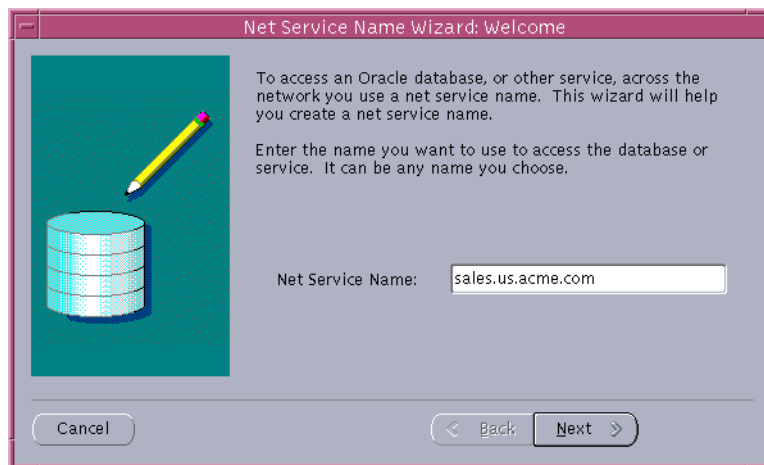 Net Service Name Wizard: Welcome
To access an Oracle database, or other service, across the
network you use a net service name. This wizard will help
you create a net service name.
Enter the name you want to use to access the database or
service. It can be any name you choose.
Net Service Name: sales.us.acme.com
Cancel Back Next